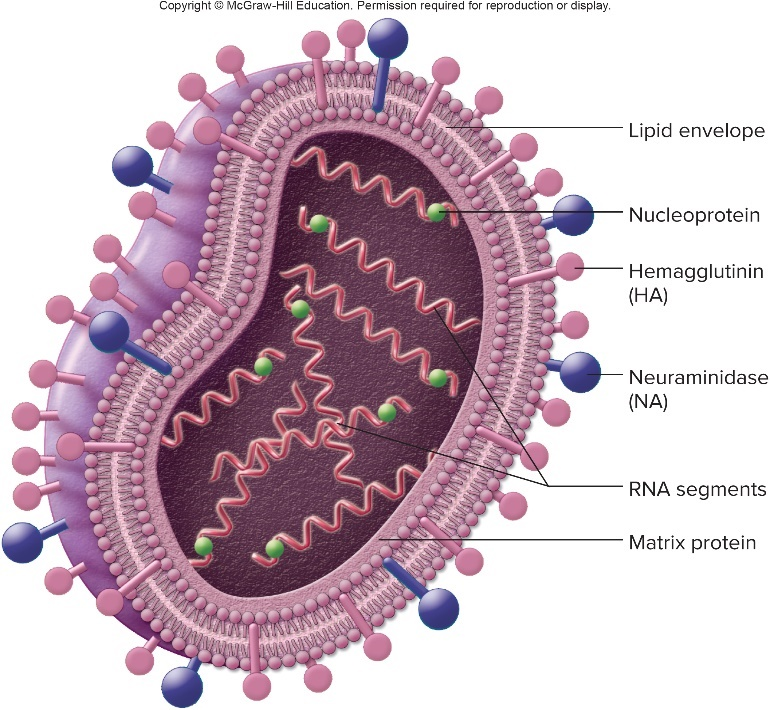 Copyright © McGraw-Hill Education. Permission required for reproduction or display.
Lipid envelope
Nucleoprotein
Hemagglutinin
(HA)
Neuraminidase
(NA)
RNA segments
Matrix protein